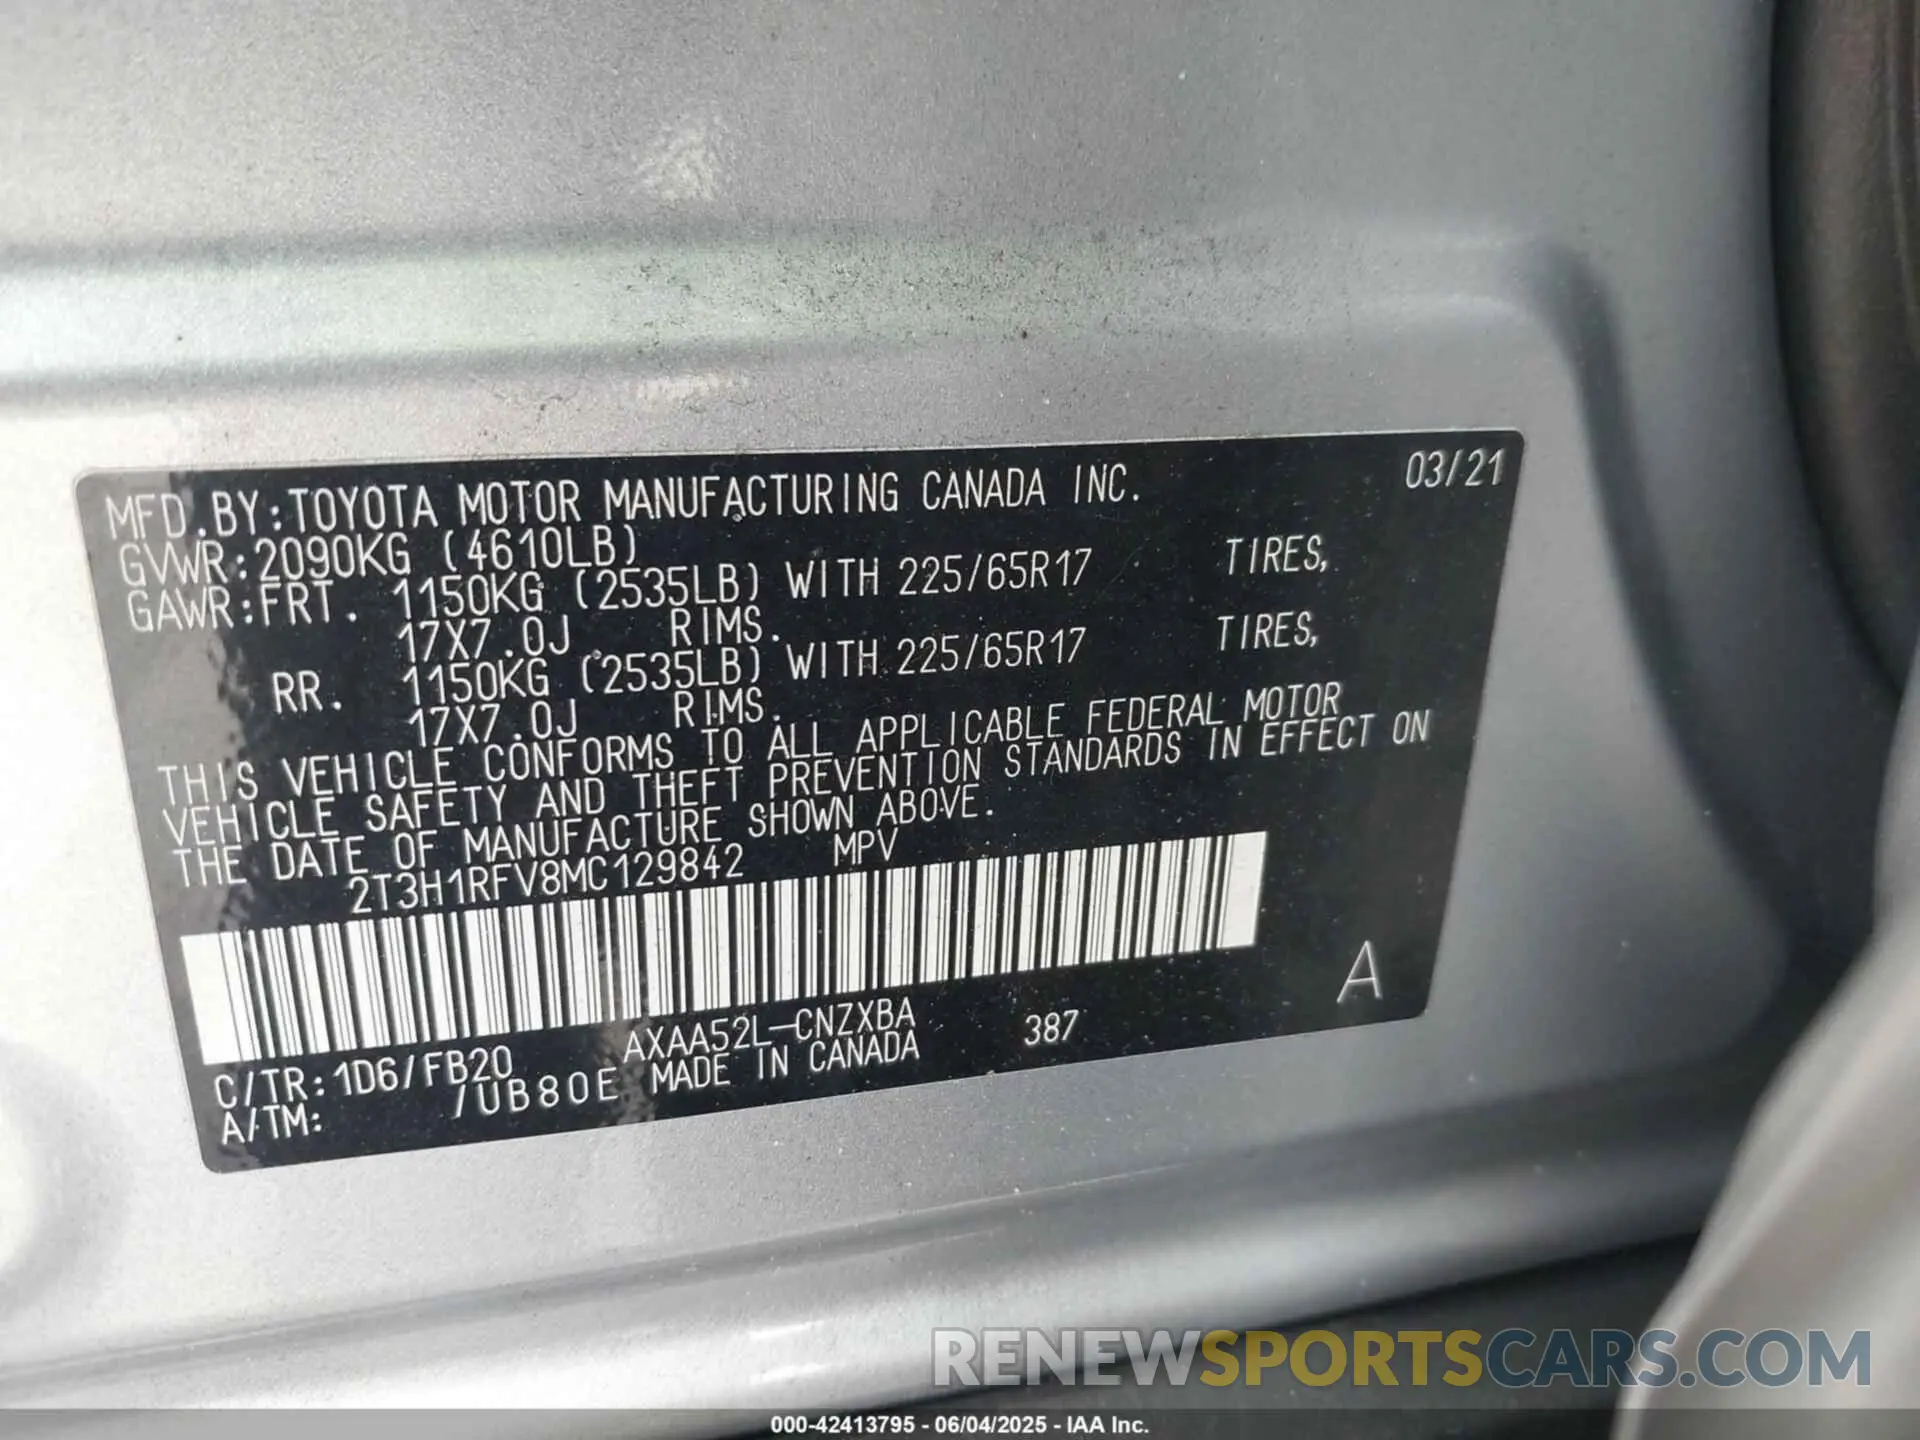 MFD.BY:TOYOTA MOTOR MANUFACTURING CANADA INC. 03/21
GVWR:2090KG (4610LB)
GAWR:FRT. 1150KG (2535LB) WITH 225/65R17 TIRES,
17X7.0J RIMS.
RR. 1150KG (2535LB) WITH 225/65R17 TIRES,
17X7.0J RIMS.
THIS VEHICLE CONFORMS TO ALL APPLICABLE FEDERAL MOTOR
VEHICLE SAFETY AND THEFT PREVENTION STANDARDS IN EFFECT ON
THE DATE OF MANUFACTURE SHOWN ABOVE.
2T3H1RFV8MC129842 MPV
A
AXAA52L-CNZXBA 387
C/TR:1D6/FB20 MADE IN CANADA
A/TM: /UB80E
RENEWSPORTSCARS.COM
000-42413795 - 06/04/2025 - IAA Inc.